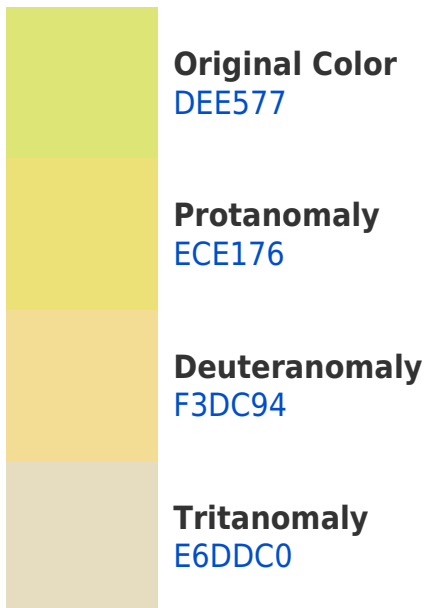 Original Color
DEE577
Protanomaly
ECE176
Deuteranomaly
F3DC94
Tritanomaly
E6DDC0